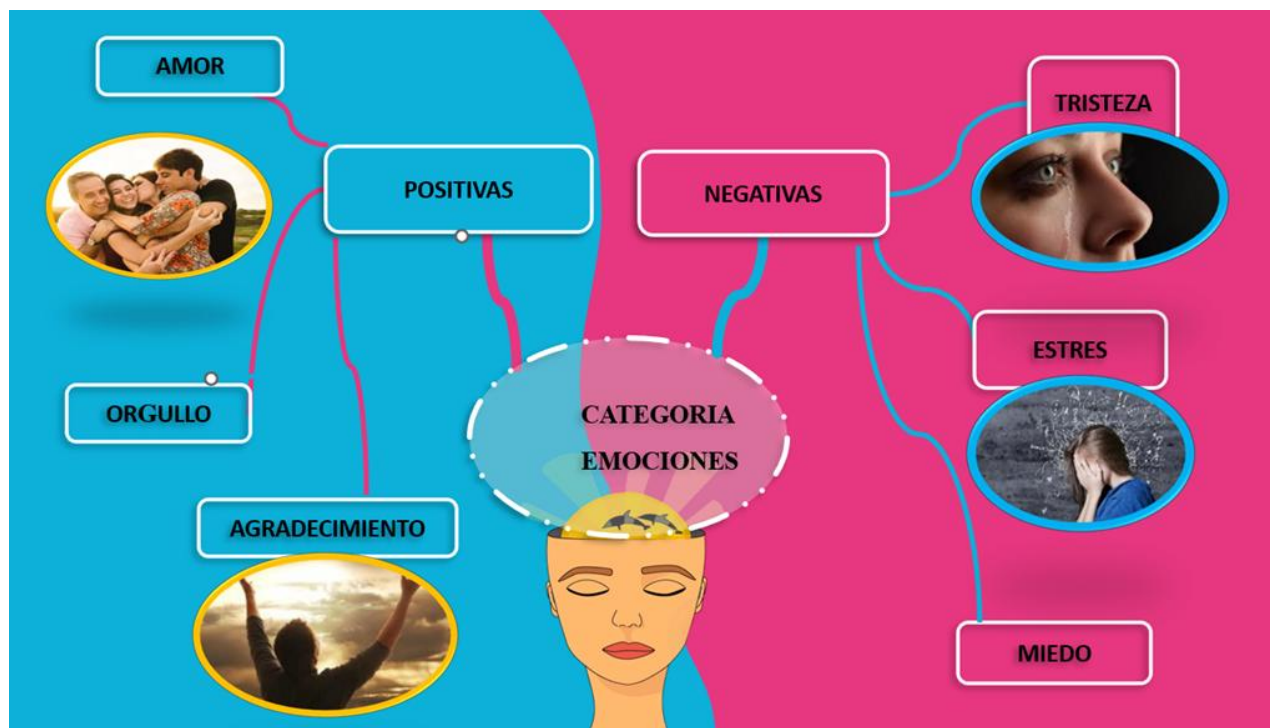 AMOR
POSITIVAS
ORGULLO
AGRADECIMIENTO
CATEGORIA
EMOCIONES
NEGATIVAS
TRISTEZA
ESTRES
MIEDO